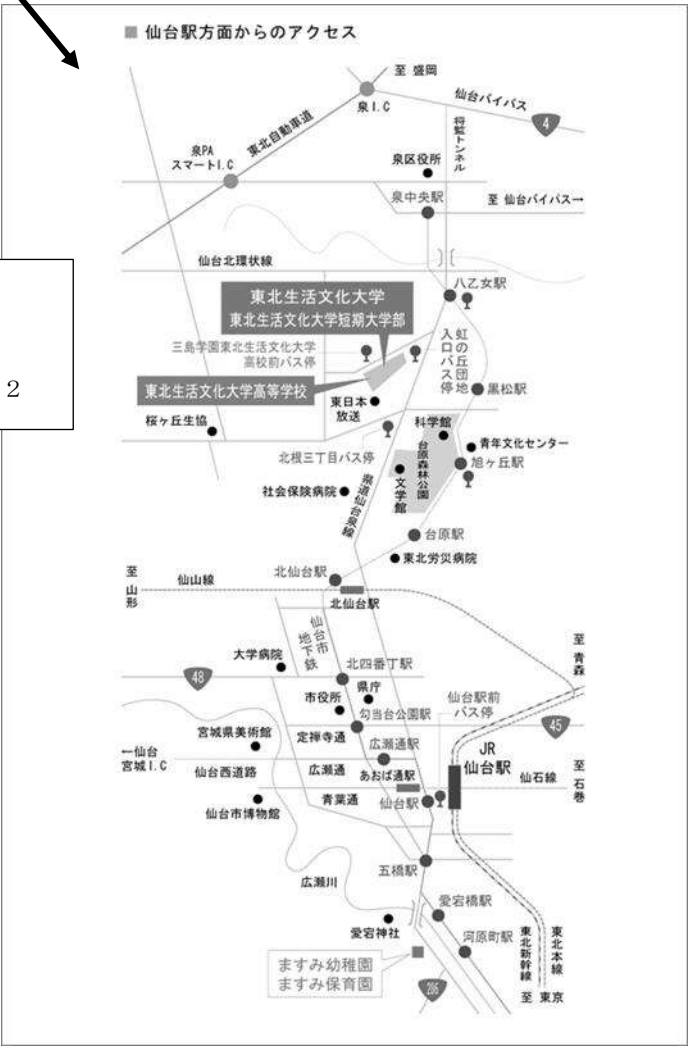 ■ 仙台駅方面からのアクセス
至 盛岡
仙台バイパス
4
泉I.C
東北自動車道
将監トンネル
泉PA
スマートI.C
泉区役所
泉中央駅
至 仙台バイパス→
仙台北環状線
八乙女駅
東北生活文化大学
東北生活文化大学短期大学部
三島学園東北生活文化大学
高校前バス停
虹の丘団地
入口バス停
東北生活文化大学高等学校
黒松駅
2
東日本
放送
桜ヶ丘生協
科学館
青年文化センター
北根三丁目バス停
台原森林公園
旭ヶ丘駅
文学館
社会保険病院
県道仙台泉線
台原駅
東北労災病院
北仙台駅
至 山形
仙山線
北仙台駅
仙台市
地下鉄
至 青森
大学病院
北四番丁駅
48
県庁
市役所
仙台駅前
バス停
勾当台公園駅
45
宮城県美術館
定禅寺通
広瀬通駅
JR
仙台駅
←仙台
宮城I.C
仙台西道路
広瀬通
あおば通駅
仙石線
至 石巻
青葉通
仙台駅
仙台市博物館
五橋駅
広瀬川
愛宕橋駅
愛宕神社
河原町駅
東北新幹線
東北本線
ますみ幼稚園
ますみ保育園
286
至 東京